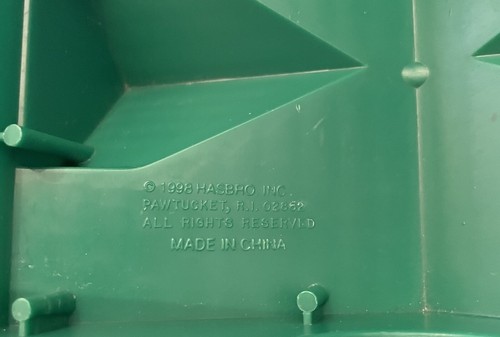 © 1998 HASBRO INC.
PAWTUCKET, R.I. 02862
ALL RIGHTS RESERVED
MADE IN CHINA